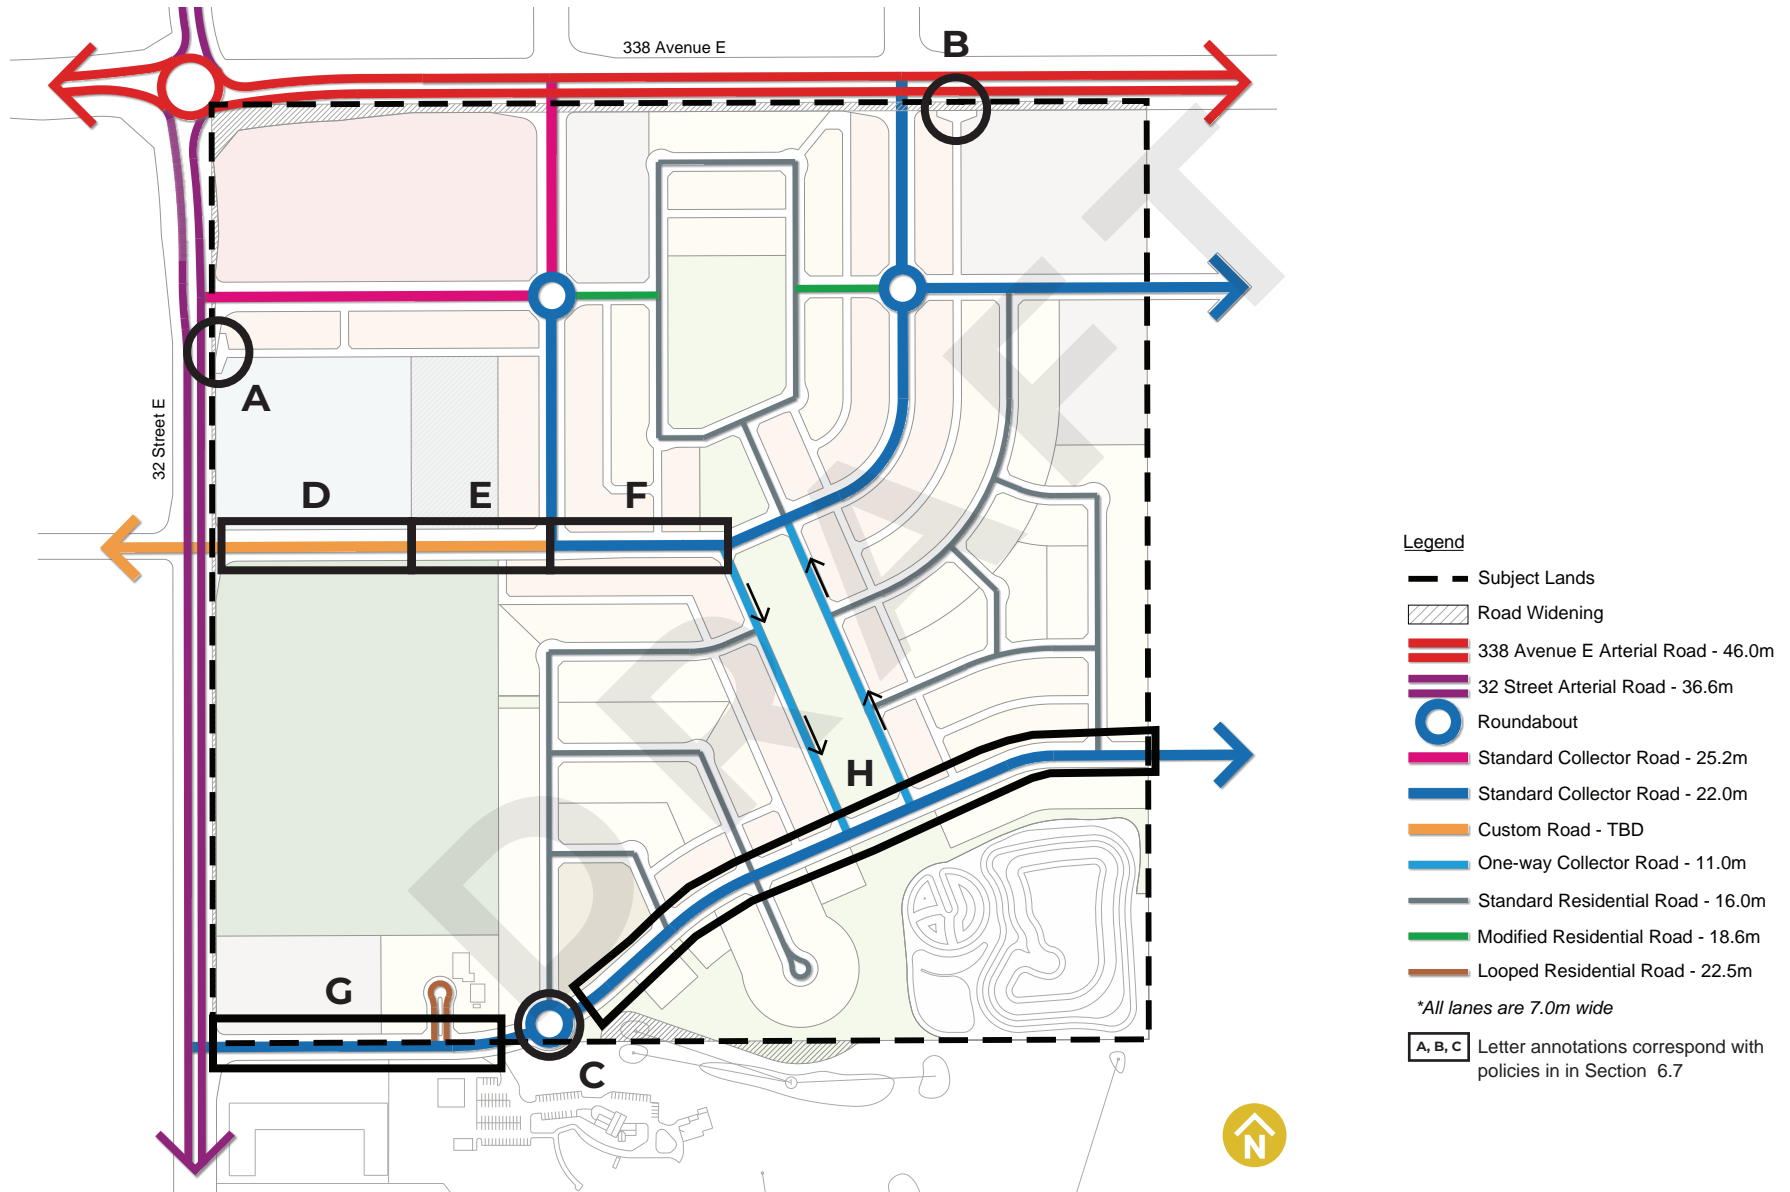 338 Avenue E
B
A
32 Street E
D
E
F
H
G
C
DRAFT
N
Legend
Subject Lands
Road Widening
338 Avenue E Arterial Road - 46.0m
32 Street Arterial Road - 36.6m
Roundabout
Standard Collector Road - 25.2m
Standard Collector Road - 22.0m
Custom Road - TBD
One-way Collector Road - 11.0m
Standard Residential Road - 16.0m
Modified Residential Road - 18.6m
Looped Residential Road - 22.5m
*All lanes are 7.0m wide
A, B, C Letter annotations correspond with
policies in in Section 6.7